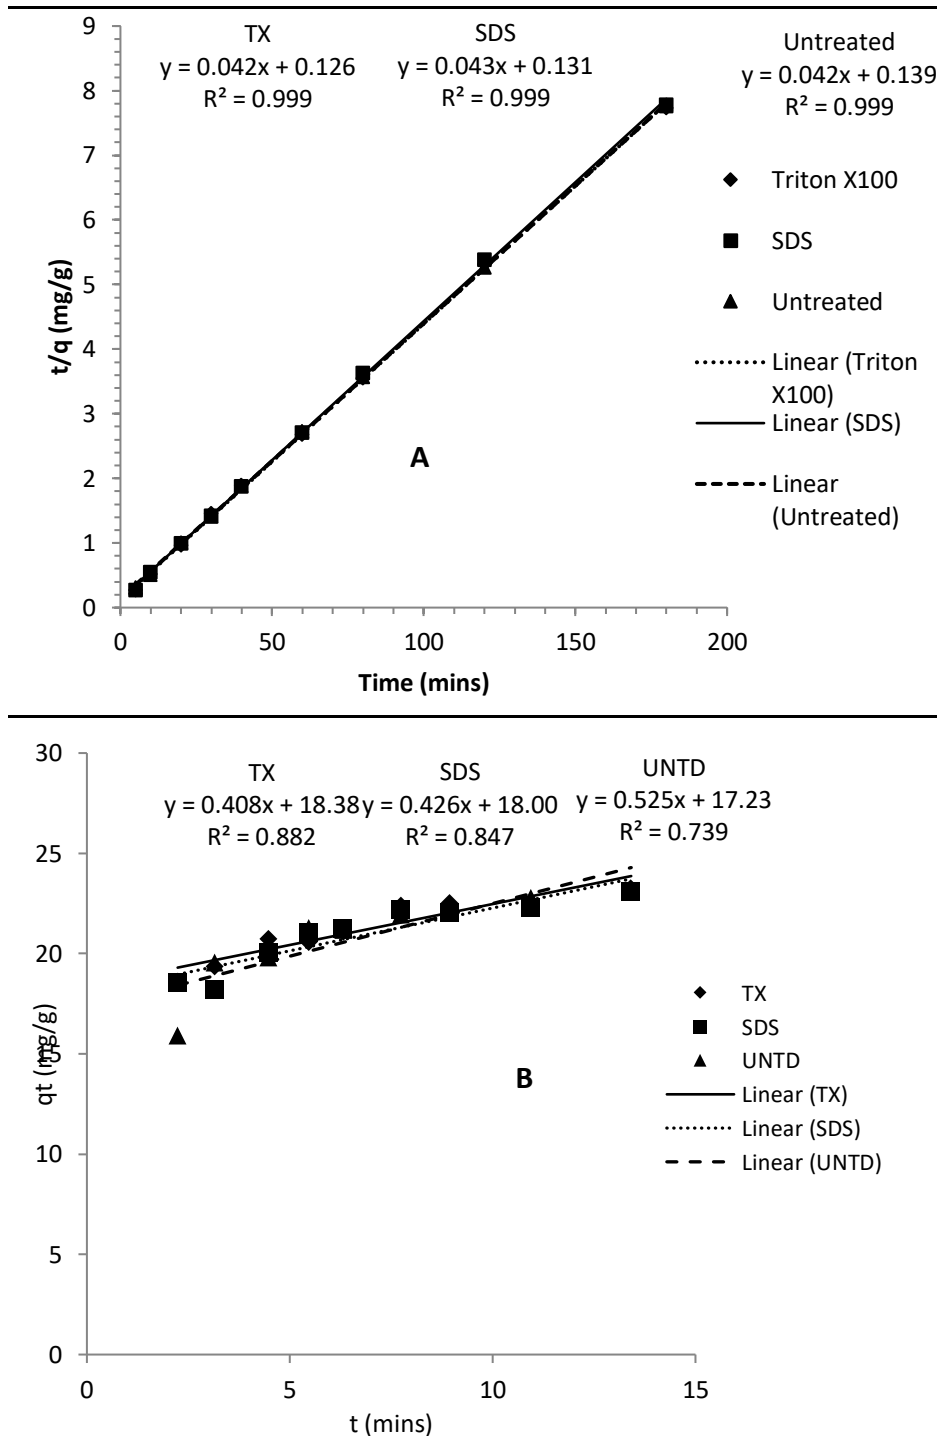 TX
y = 0.042x + 0.126
R² = 0.999
SDS
y = 0.043x + 0.131
R² = 0.999
Untreated
y = 0.042x + 0.139
R² = 0.999
9
8
7
6
5
4
3
2
1
0
t/q (mg/g)
Triton X100
SDS
Untreated
Linear (Triton
X100)
Linear (SDS)
Linear
(Untreated)
A
0 50 100 150 200
Time (mins)
TX
y = 0.408x + 18.38
R² = 0.882
SDS
y = 0.426x + 18.00
R² = 0.847
UNTD
y = 0.525x + 17.23
R² = 0.739
30
25
20
15
10
5
0
qt (mg/g)
TX
SDS
UNTD
Linear (TX)
Linear (SDS)
Linear (UNTD)
B
0 5 10 15
t (mins)